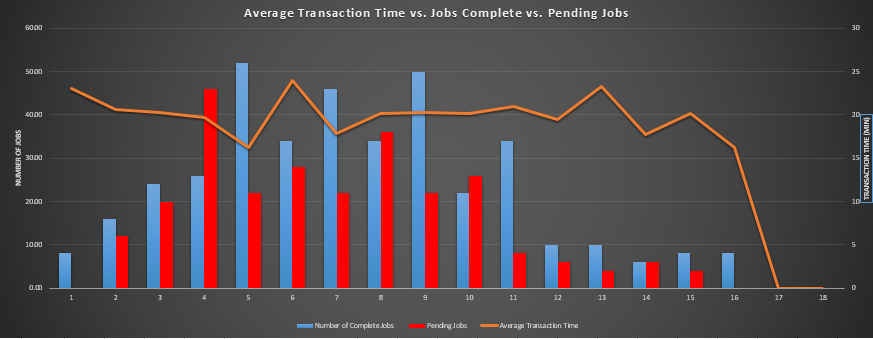 Average Transaction Time vs. Jobs Complete vs. Pending Jobs
60.00 30
50.00 25
40.00 20
30.00 15
20.00 10
10.00 5
0.00 0
NUMBER OF JOBS
TRANSACTION TIME (MIN)
1 2 3 4 5 6 7 8 9 10 11 12 13 14 15 16 17 18
Number of Complete Jobs Pending Jobs Average Transaction Time